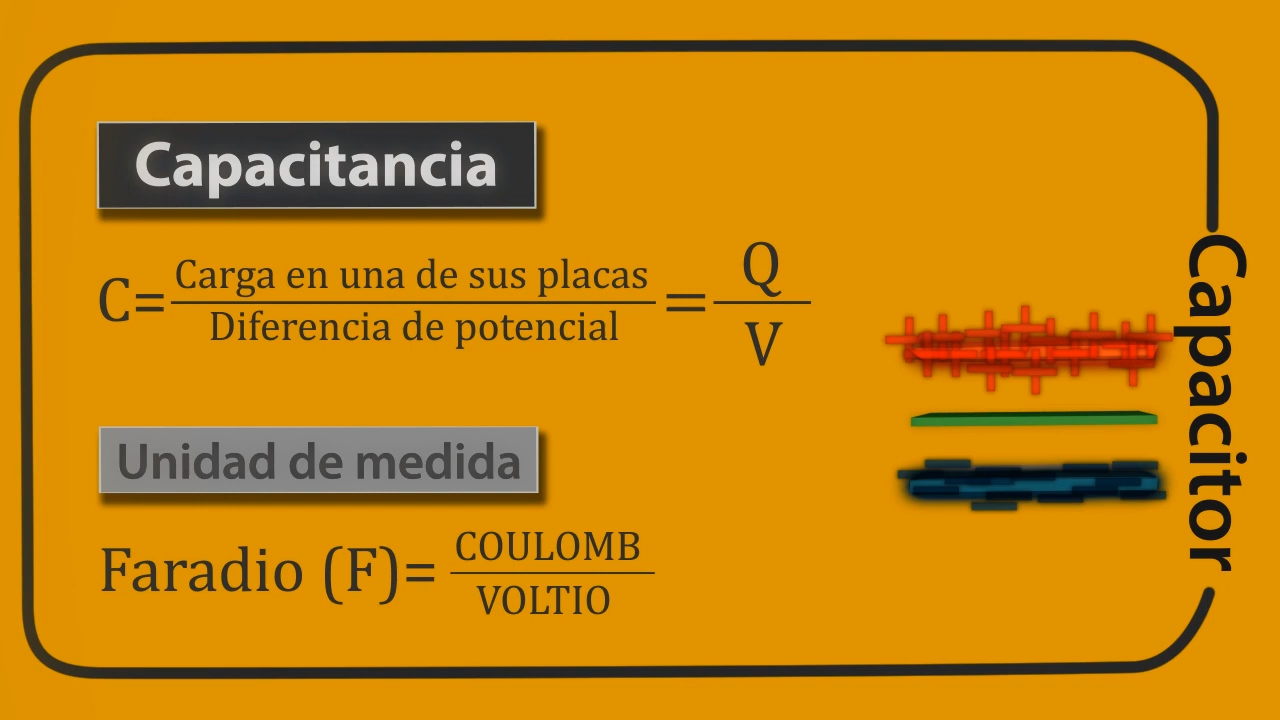 Capacitancia
C= Carga en una de sus placas / Diferencia de potencial = Q / V
Unidad de medida
Faradio (F)= COULOMB / VOLTIO
Capacitor